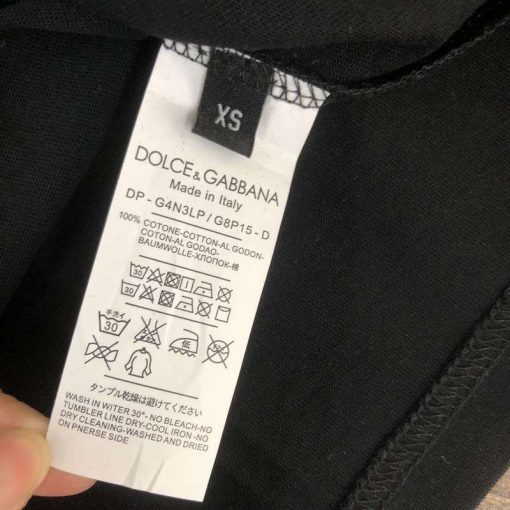 XS
DOLCE&GABBANA
Made in Italy
DP - G4N3LP / G8P15 - D
100% COTONE-COTTON-AL GODON-
COTON-AL GODAO-
BAUMWOLLE-ХЛОПОК-棉
30
30
手洗イ
30
低
タンブル乾燥は避けてください
WASH IN WITER 30°-NO BLEACH-NO
TUMBLER LINE DRY-COOL IRON-NO
DRY CLEANING-WASHED AND DRIED
ON PNERSE SIDE